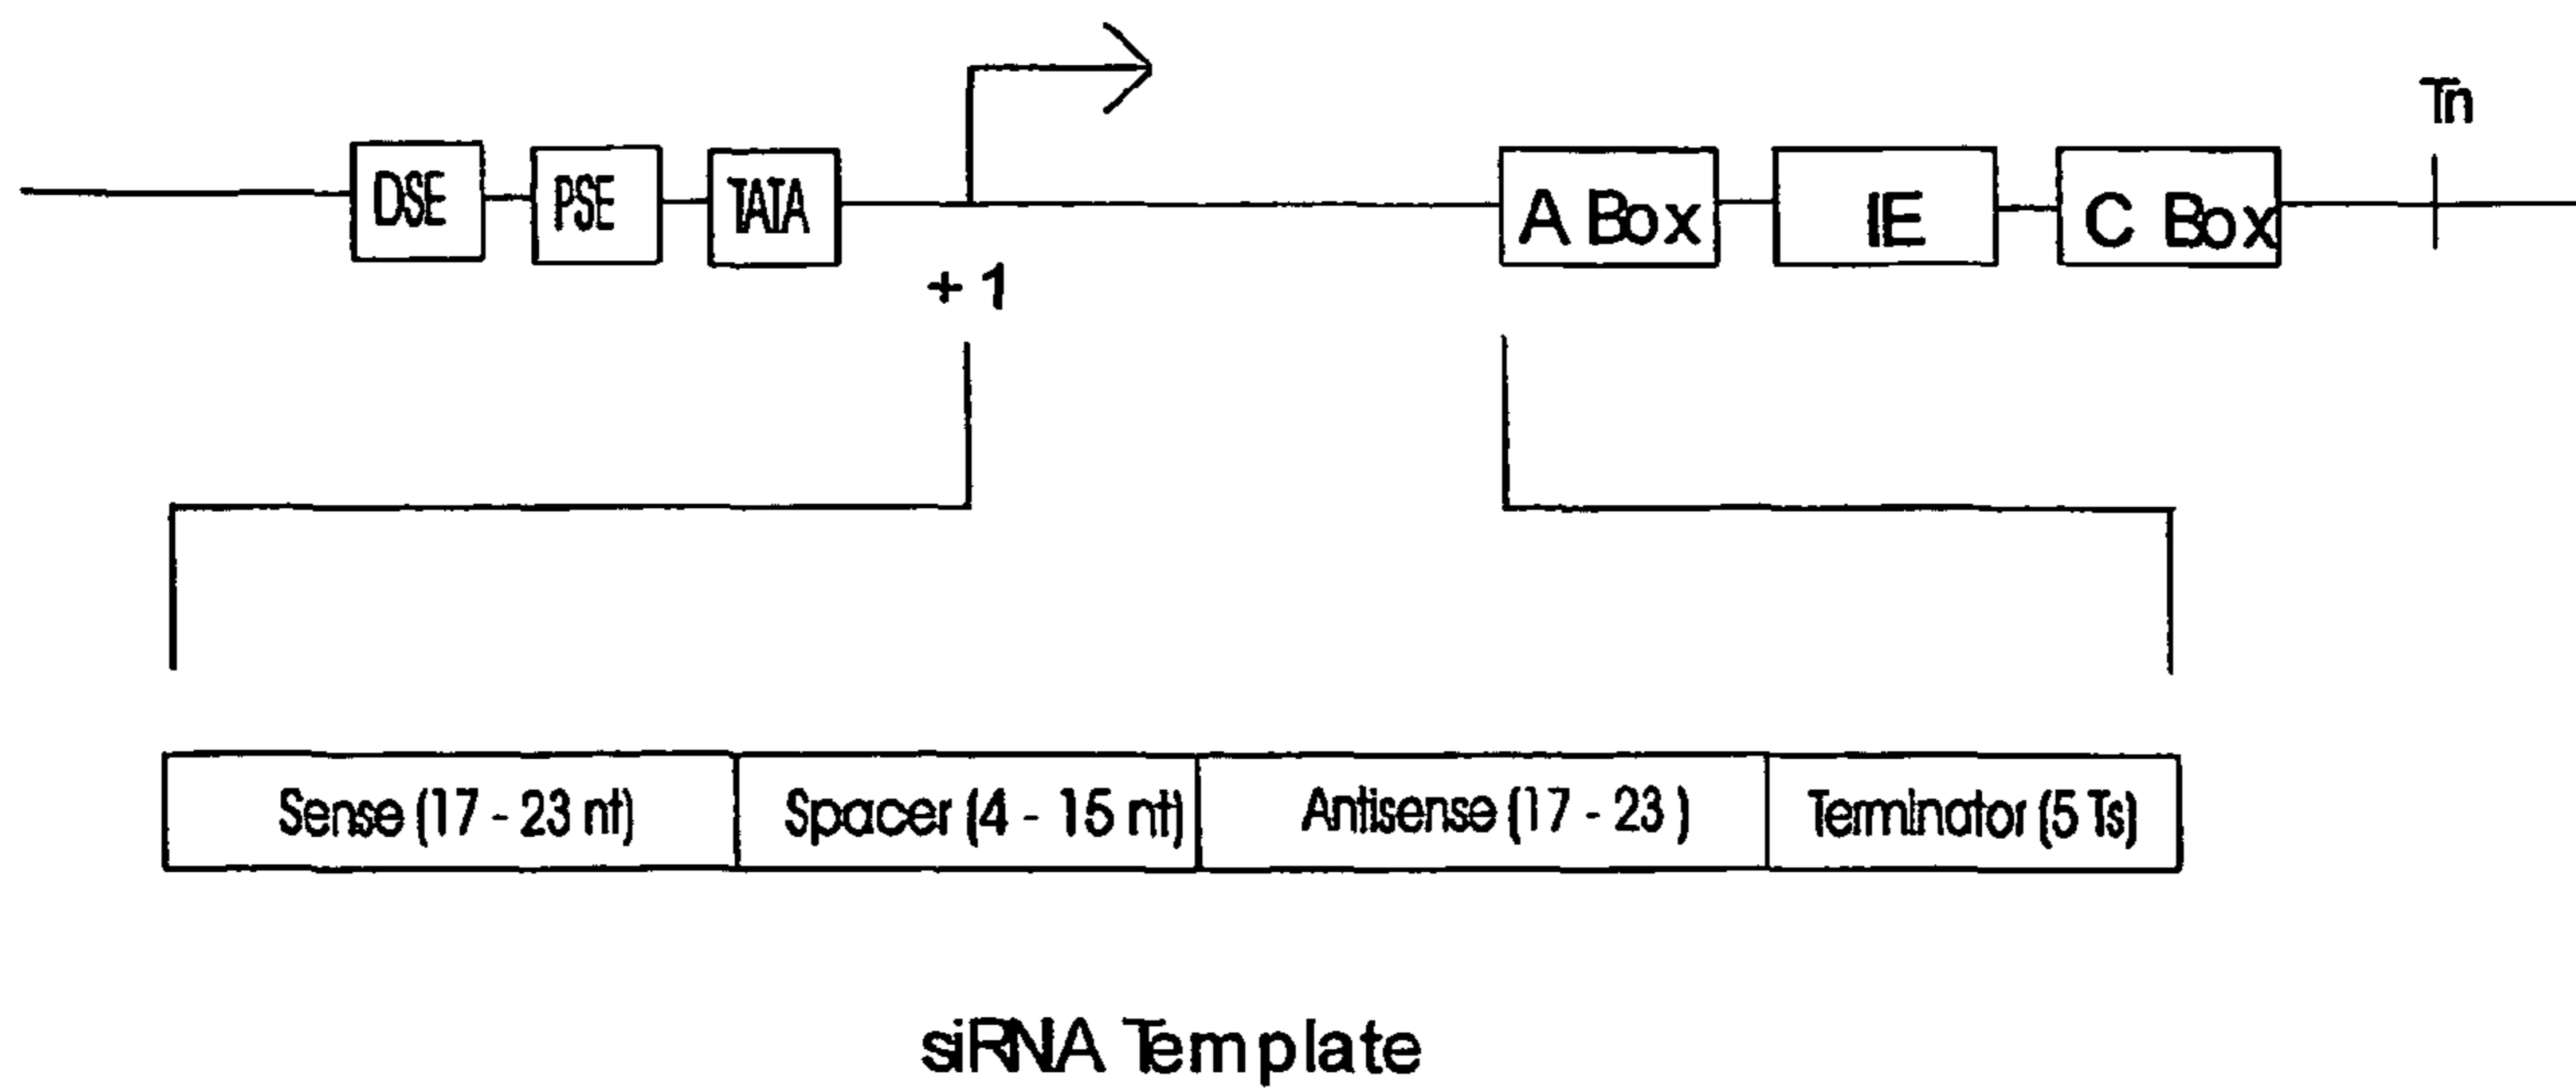 Tn
DSE PSE TATA A Box IE C Box
+ 1
Sense (17 - 23 nt) Spacer (4 - 15 nt) Antisense (17 - 23 ) Terminator (5 Ts)
siRNA Template